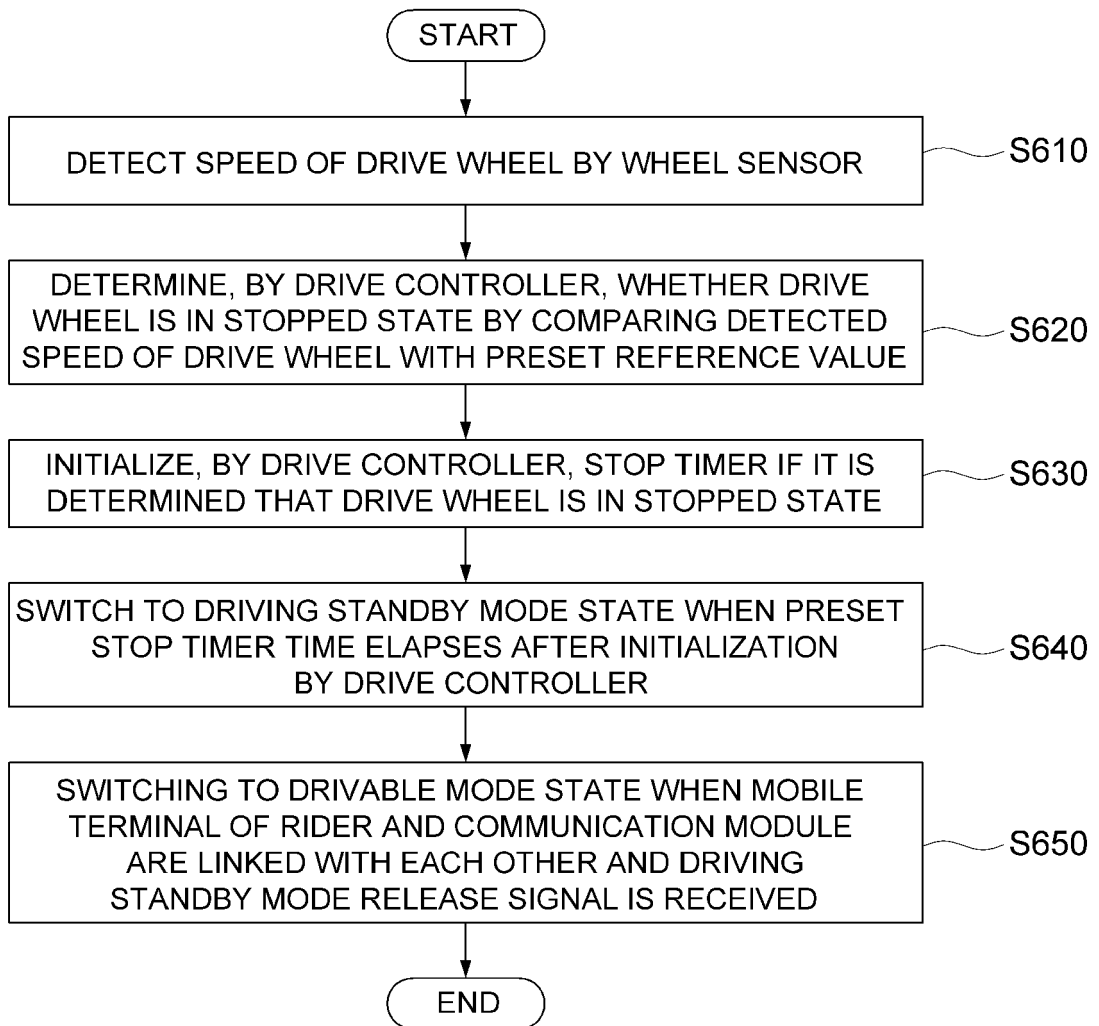 START
DETECT SPEED OF DRIVE WHEEL BY WHEEL SENSOR
S610
DETERMINE, BY DRIVE CONTROLLER, WHETHER DRIVE
WHEEL IS IN STOPPED STATE BY COMPARING DETECTED
SPEED OF DRIVE WHEEL WITH PRESET REFERENCE VALUE
S620
INITIALIZE, BY DRIVE CONTROLLER, STOP TIMER IF IT IS
DETERMINED THAT DRIVE WHEEL IS IN STOPPED STATE
S630
SWITCH TO DRIVING STANDBY MODE STATE WHEN PRESET
STOP TIMER TIME ELAPSES AFTER INITIALIZATION
BY DRIVE CONTROLLER
S640
SWITCHING TO DRIVABLE MODE STATE WHEN MOBILE
TERMINAL OF RIDER AND COMMUNICATION MODULE
ARE LINKED WITH EACH OTHER AND DRIVING
STANDBY MODE RELEASE SIGNAL IS RECEIVED
S650
END